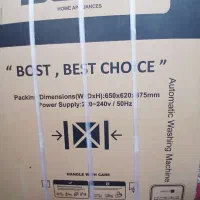 HOME APPLIANCES
“ BOST , BEST CHOICE ”
Packing Dimensions(WxDxH):650x620x875mm
Power Supply:220~240v / 50Hz
Automatic Washing Machine
HANDLE WITH CARE